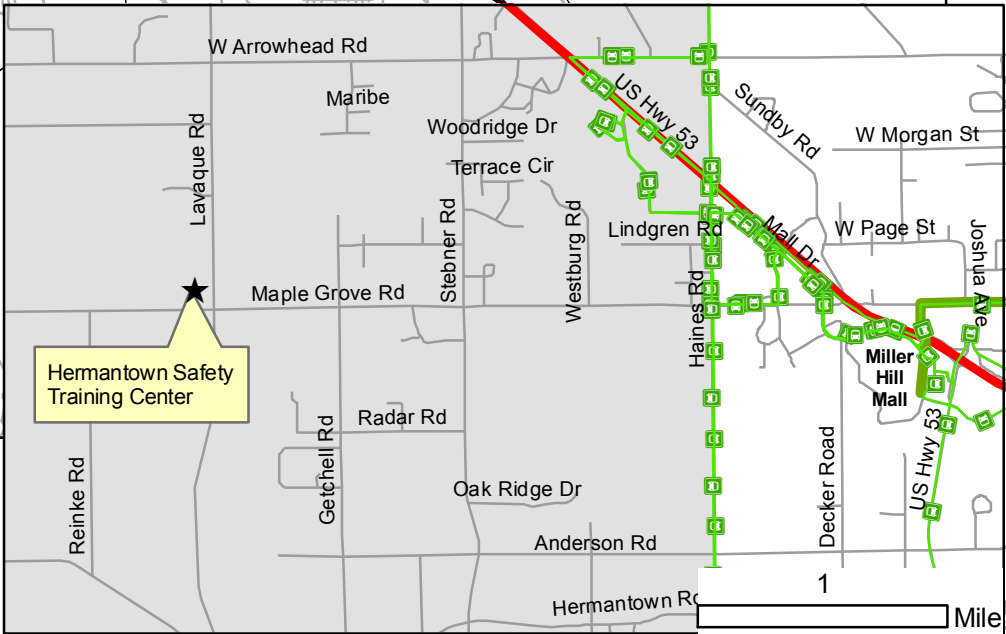 W Arrowhead Rd
Maribe
Lavaque Rd
Woodridge Dr
Terrace Cir
US Hwy 53
Sundby Rd
W Morgan St
Stebner Rd
Westburg Rd
Lindgren Rd
Mall Dr
W Page St
Joshua Ave
Maple Grove Rd
Haines Rd
Hermantown Safety
Training Center
Miller
Hill
Mall
Radar Rd
Getchell Rd
Reinke Rd
Oak Ridge Dr
Decker Road
US Hwy 53
Anderson Rd
Hermantown Rd
1
Mile